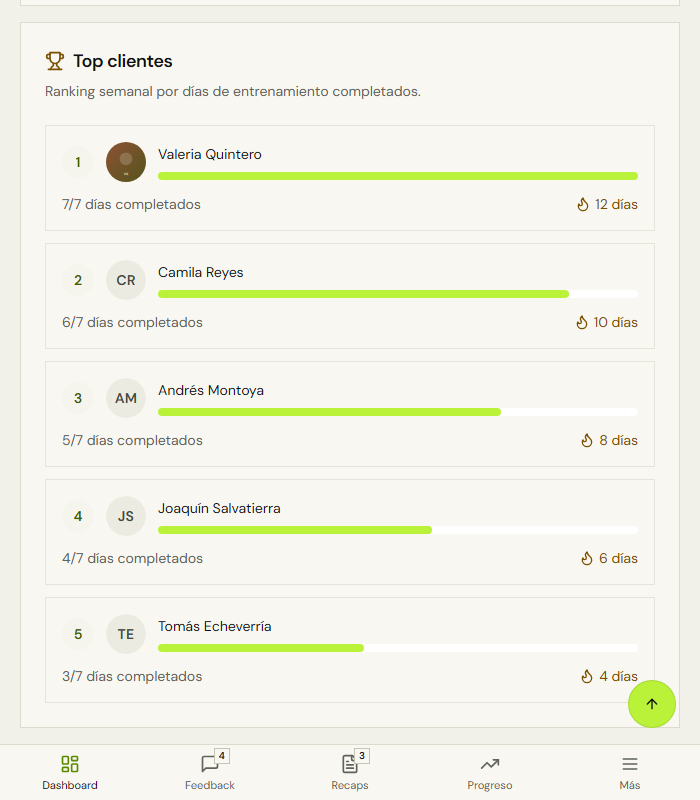 Top clientes
Ranking semanal por días de entrenamiento completados.
1
Valeria Quintero
7/7 días completados
12 días
2
CR
Camila Reyes
6/7 días completados
10 días
3
AM
Andrés Montoya
5/7 días completados
8 días
4
JS
Joaquín Salvatierra
4/7 días completados
6 días
5
TE
Tomás Echeverría
3/7 días completados
4 días
Dashboard
4
Feedback
3
Recaps
Progreso
Más